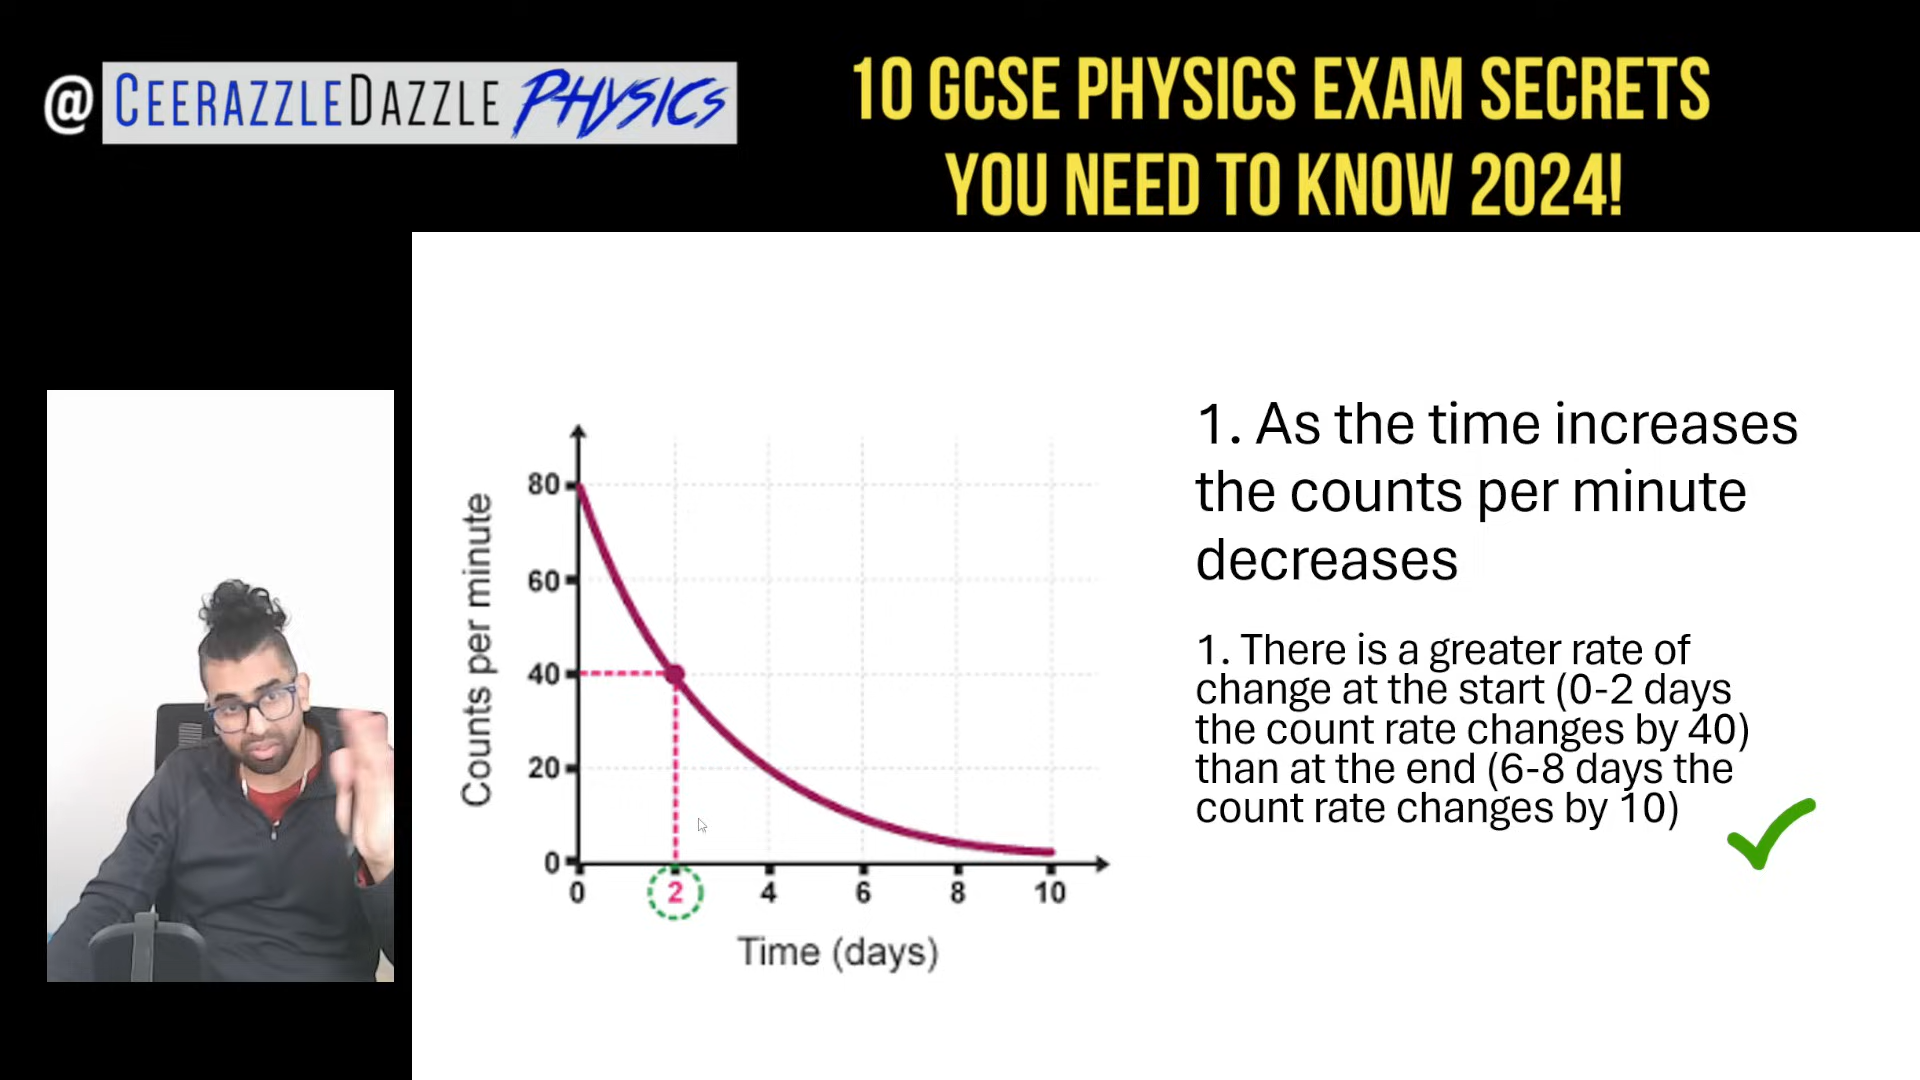 @ CEERAZZLEDAZZLE PHYSICS
10 GCSE PHYSICS EXAM SECRETS
YOU NEED TO KNOW 2024!
1. As the time increases
the counts per minute
decreases
1. There is a greater rate of
change at the start (0-2 days
the count rate changes by 40)
than at the end (6-8 days the
count rate changes by 10)
Counts per minute
80
60
40
20
0
0 2 4 6 8 10
Time (days)